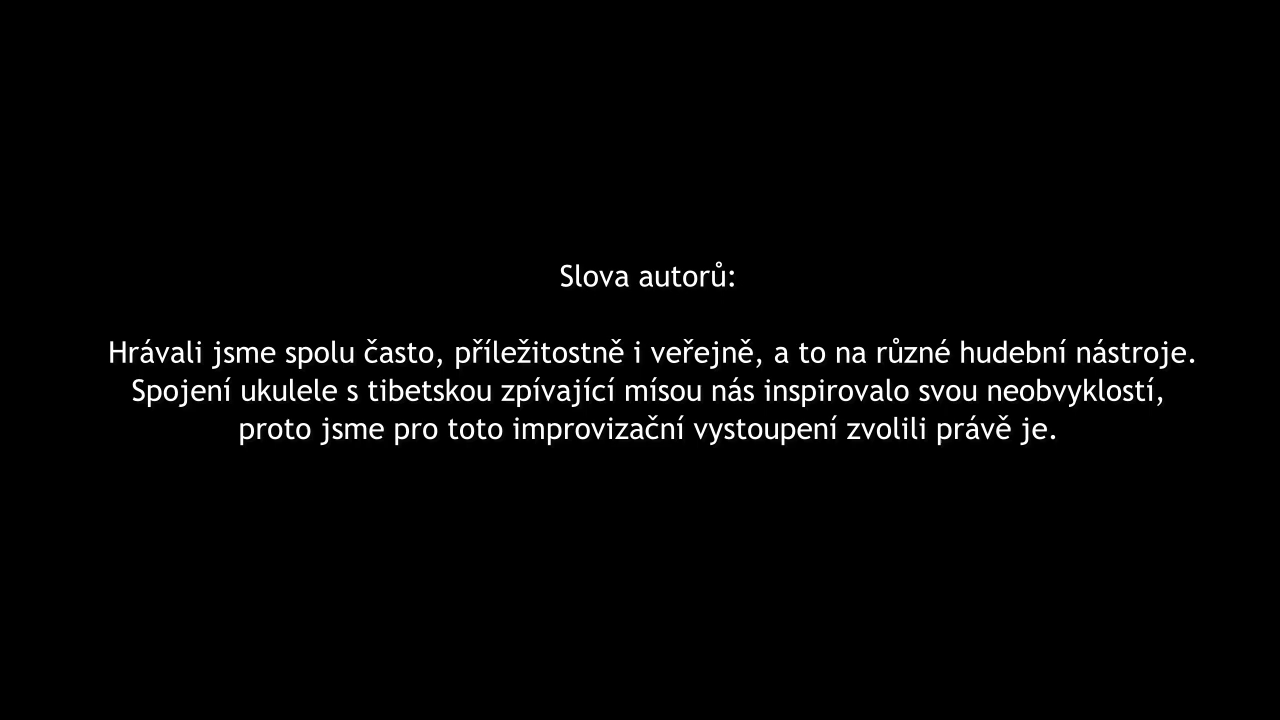 Slova autorů:
Hrávali jsme spolu často, příležitostně i veřejně, a to na různé hudební nástroje.
Spojení ukulele s tibetskou zpívající mísou nás inspirovalo svou neobvyklostí,
proto jsme pro toto improvizační vystoupení zvolili právě je.